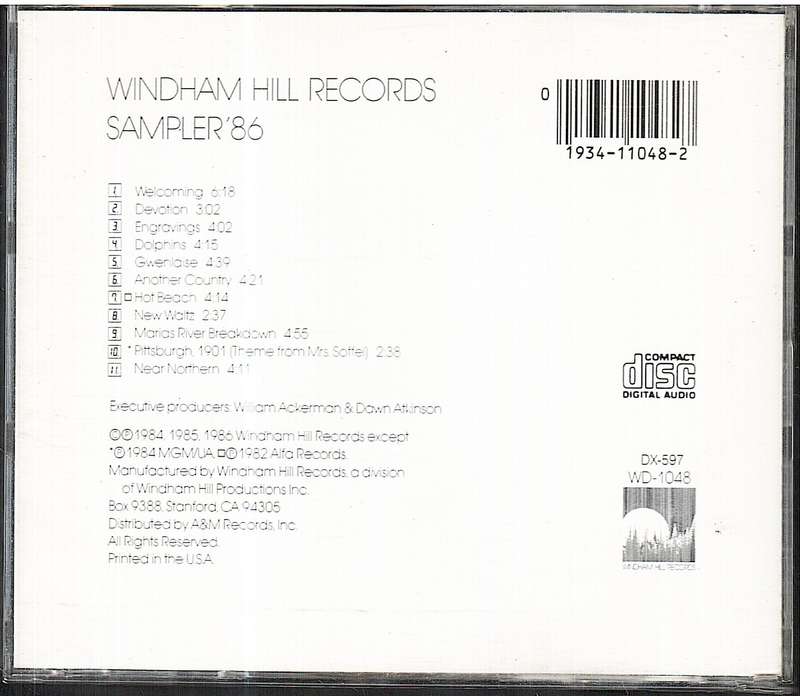 WINDHAM HILL RECORDS
SAMPLER '86
0
1934-11048-2
1 Welcoming 6:18
2 Devotion 3:02
3 Engravings 4:02
4 Dolphins 4:15
5 Gwenlaise 4:39
6 Another Country 4:21
7 □ Hot Beach 4:14
8 New Waltz 2:37
9 Marias River Breakdown 4:55
10 * Pittsburgh, 1901 (Theme from Mrs. Soffel) 2:38
11 Near Northern 4:11
Executive producers: William Ackerman & Dawn Atkinson
©℗1984, 1985, 1986 Windham Hill Records except
*℗1984 MGM/UA, □℗1982 Alfa Records.
Manufactured by Windham Hill Records, a division
of Windham Hill Productions Inc.
Box 9388, Stanford, CA 94305
Distributed by A&M Records, Inc.
All Rights Reserved.
Printed in the U.S.A.
COMPACT
disc
DIGITAL AUDIO
DX-597
WD-1048
WINDHAM HILL RECORDS